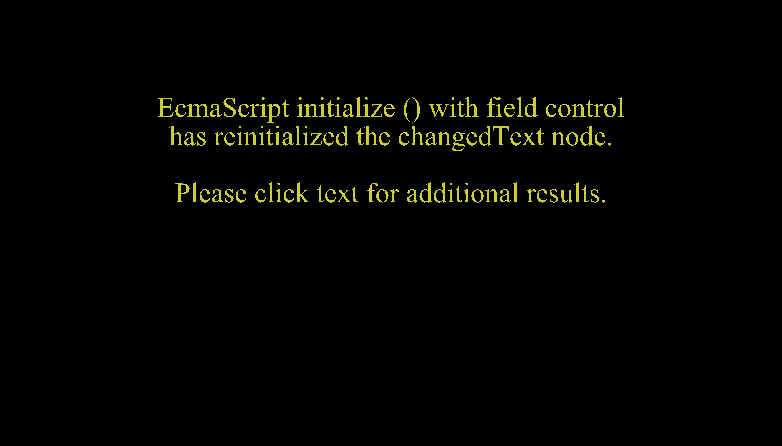 EcmaScript initialize () with field control
has reinitialized the changedText node.
Please click text for additional results.